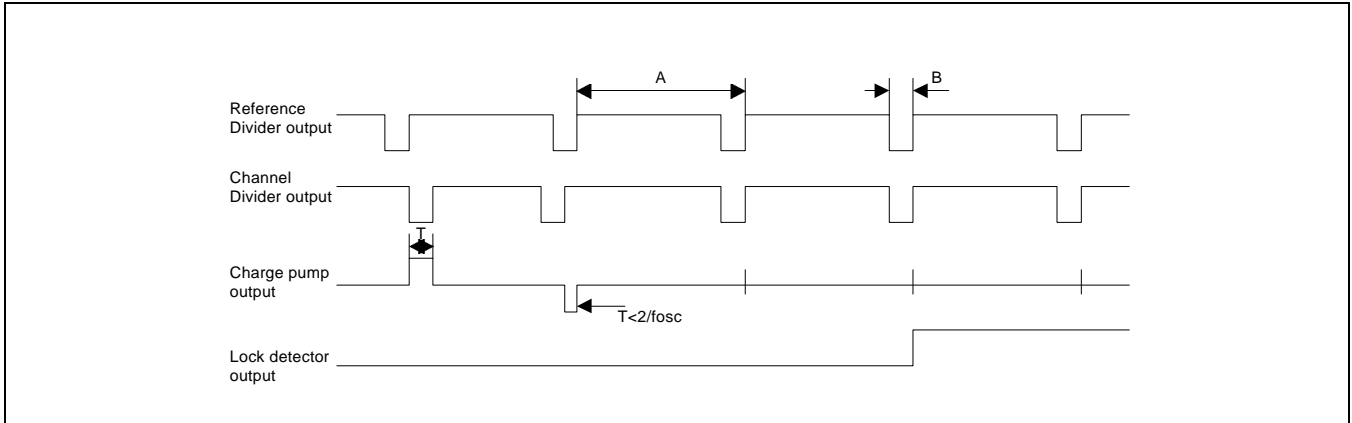 A
B
Reference
Divider output
Channel
Divider output
T
Charge pump
output
T<2/fosc
Lock detector
output